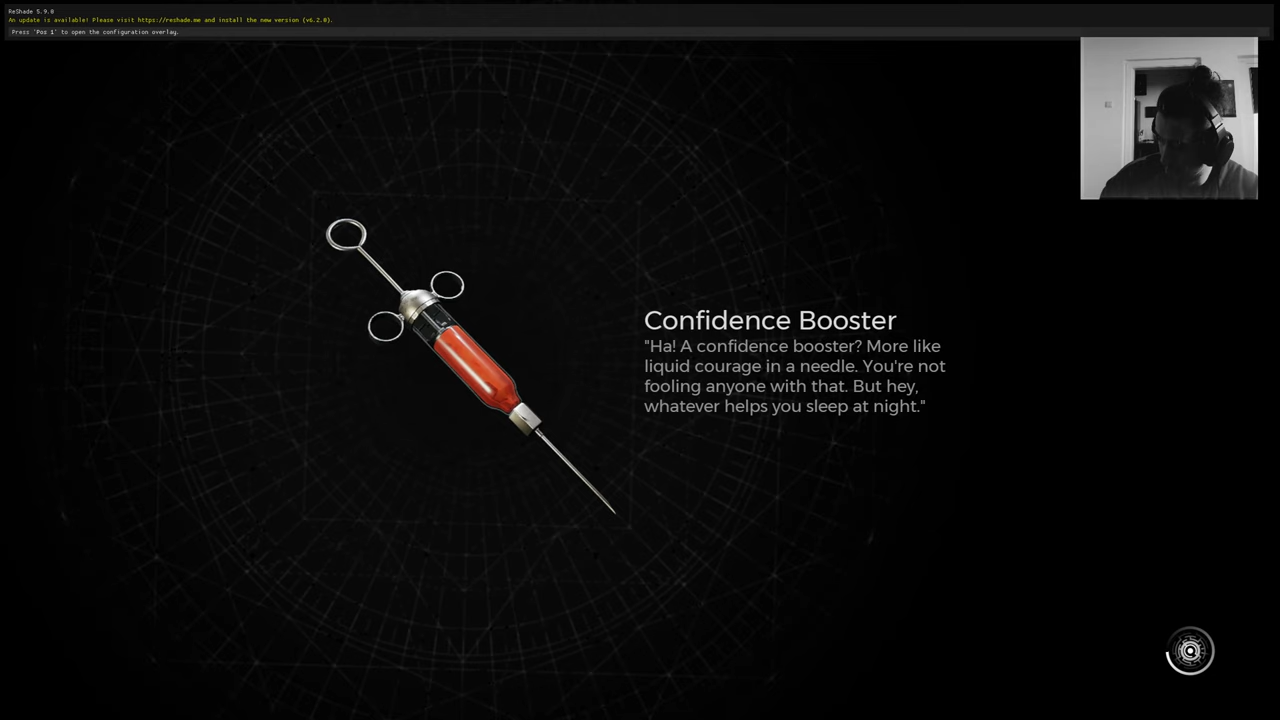 ReShade 5.9.0
An update is available! Please visit https://reshade.me and install the new version (v6.2.0).
Press 'Pos 1' to open the configuration overlay.
Confidence Booster
"Ha! A confidence booster? More like
liquid courage in a needle. You're not
fooling anyone with that. But hey,
whatever helps you sleep at night."